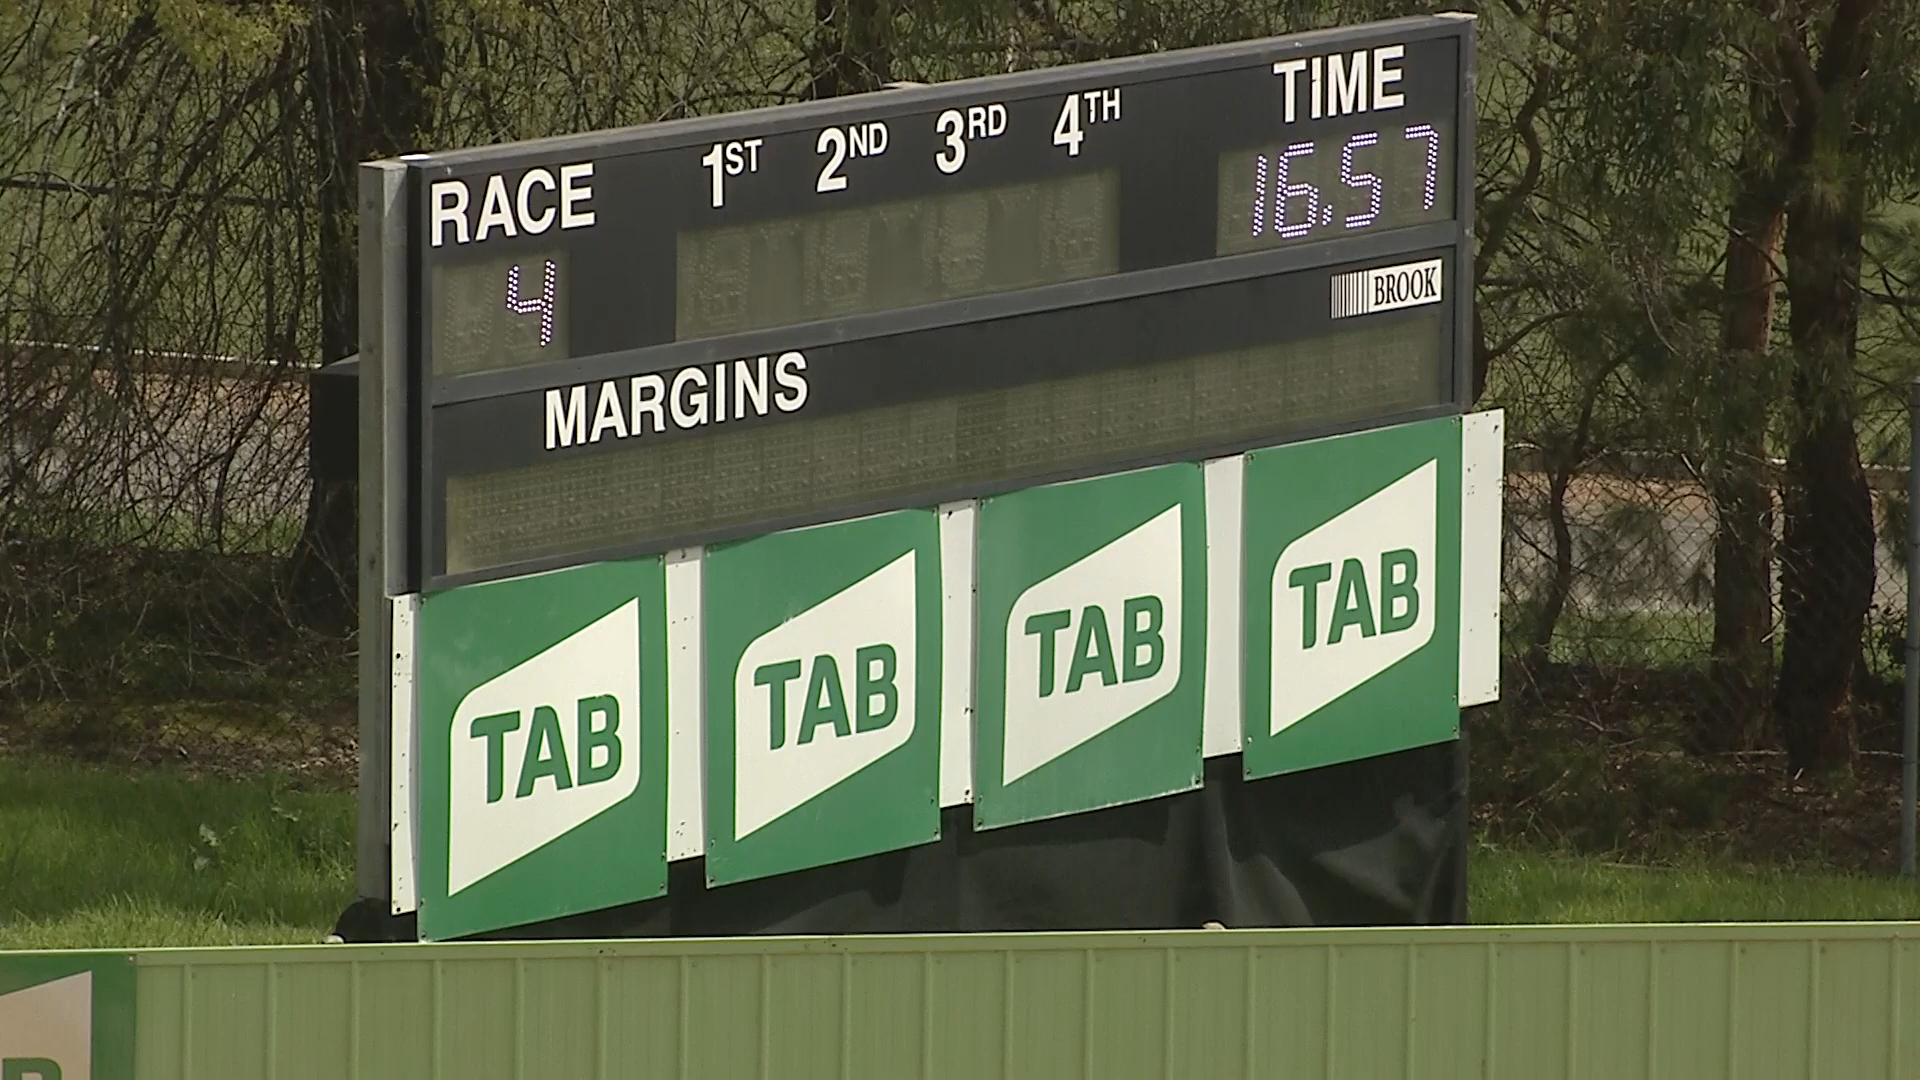 RACE 1ST 2ND 3RD 4TH TIME
4 16.57
BROOK
MARGINS
TAB TAB TAB TAB